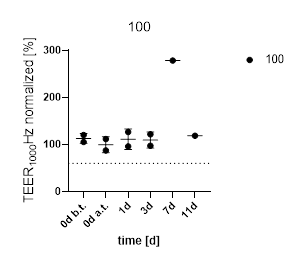 100
300
200
100
0
TEER1000Hz normalized [%]
100
0d b.t.
0d a.t.
1d
3d
7d
11d
time [d]